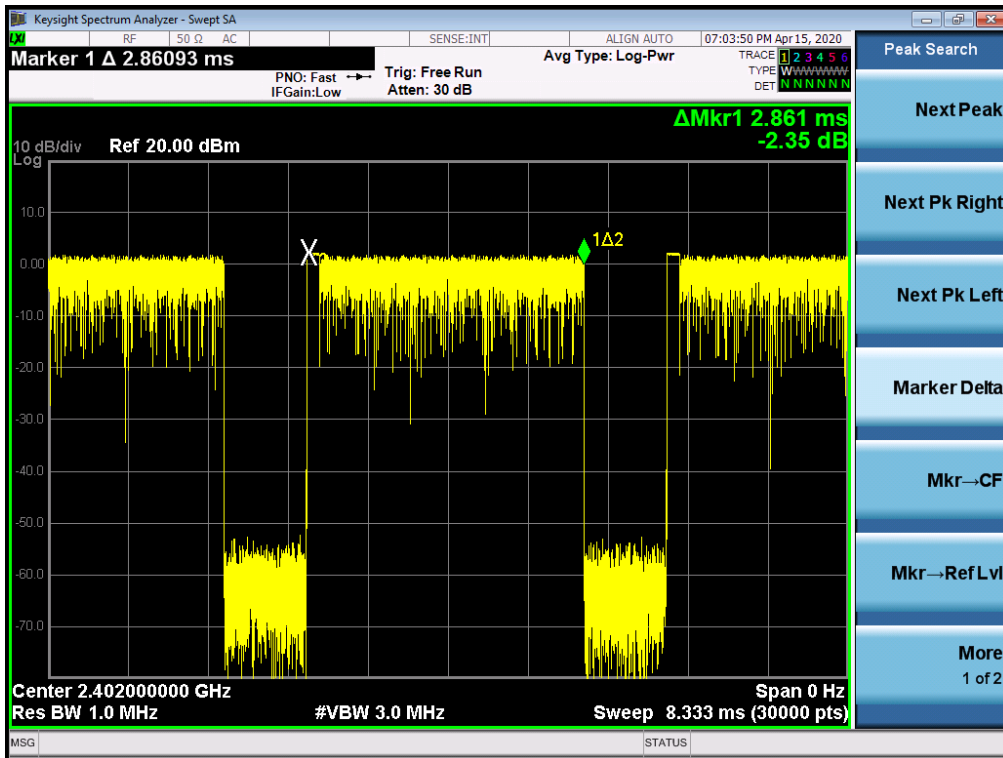 Keysight Spectrum Analyzer - Swept SA
LXI RF 50 Ω AC SENSE:INT ALIGN AUTO 07:03:50 PM Apr 15, 2020
Marker 1 Δ 2.86093 ms
PNO: Fast
IFGain:Low
Trig: Free Run
Atten: 30 dB
Avg Type: Log-Pwr
TRACE 1 2 3 4 5 6
TYPE WWWWWW
DET N N N N N N
ΔMkr1 2.861 ms
-2.35 dB
10 dB/div Ref 20.00 dBm
Log
10.0
0.00
-10.0
-20.0
-30.0
-40.0
-50.0
-60.0
-70.0
X
1Δ2
Center 2.402000000 GHz Span 0 Hz
Res BW 1.0 MHz #VBW 3.0 MHz Sweep 8.333 ms (30000 pts)
MSG STATUS
Peak Search
Next Peak
Next Pk Right
Next Pk Left
Marker Delta
Mkr→CF
Mkr→Ref Lvl
More
1 of 2